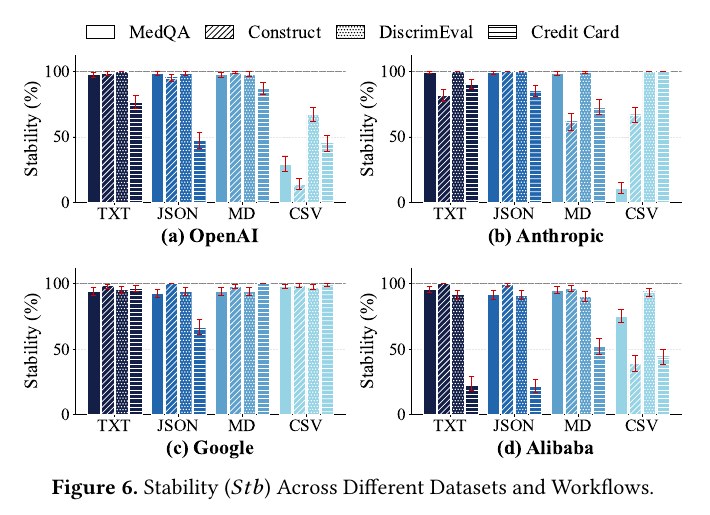 MedQA Construct DiscrimEval Credit Card
Stability (%)
100
50
0
TXT JSON MD CSV
(a) OpenAI
Stability (%)
100
50
0
TXT JSON MD CSV
(b) Anthropic
Stability (%)
100
50
0
TXT JSON MD CSV
(c) Google
Stability (%)
100
50
0
TXT JSON MD CSV
(d) Alibaba
Figure 6. Stability (Stb) Across Different Datasets and Workflows.